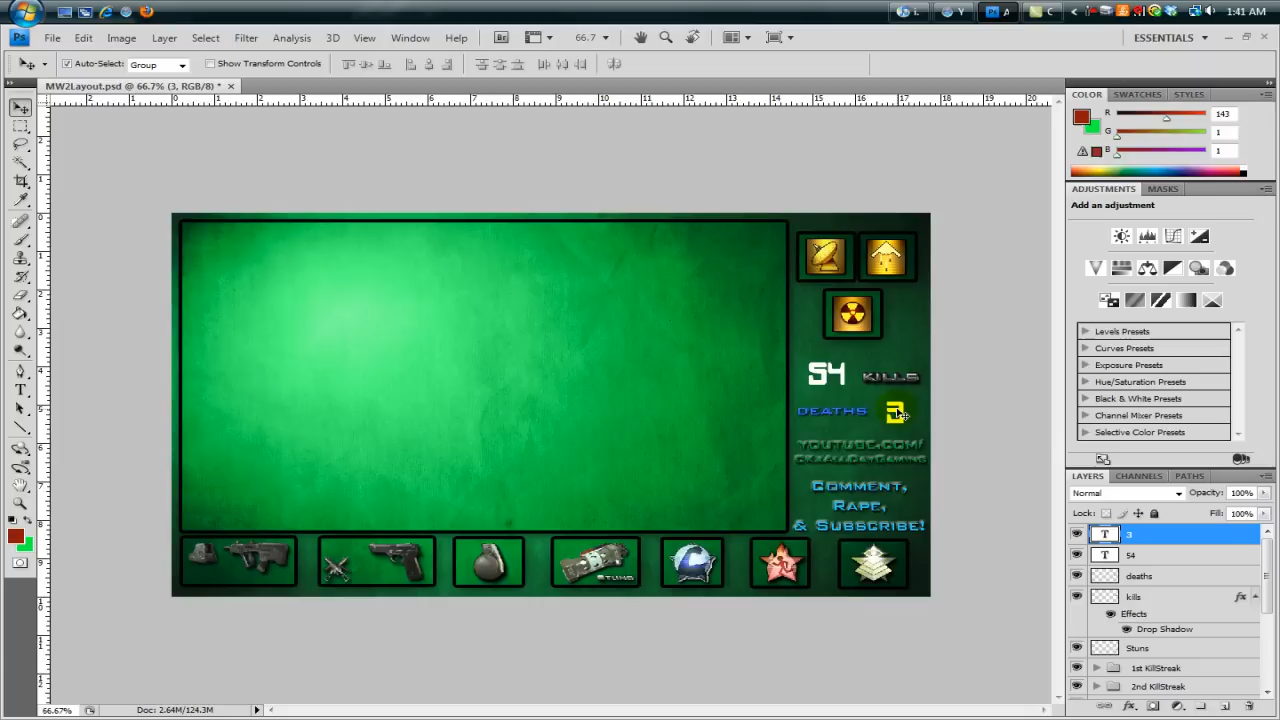 1:41 AM
Ps File Edit Image Layer Select Filter Analysis 3D View Window Help Br 66.7 ESSENTIALS
Auto-Select: Group Show Transform Controls
MW2Layout.psd @ 66.7% (3, RGB/8) *
COLOR SWATCHES STYLES
R 143
G 1
B 1
ADJUSTMENTS MASKS
Add an adjustment
Levels Presets
Curves Presets
Exposure Presets
Hue/Saturation Presets
Black & White Presets
Channel Mixer Presets
Selective Color Presets
54 KILLS
DEATHS 3
YOUTUBE.COM/
Comment,
Rape,
& Subscribe!
Stuns
LAYERS CHANNELS PATHS
Normal Opacity: 100%
Lock: Fill: 100%
T 3
T 54
deaths
kills fx
Effects
Drop Shadow
Stuns
1st KillStreak
2nd KillStreak
66.67% Doc: 2.64M/124.3M